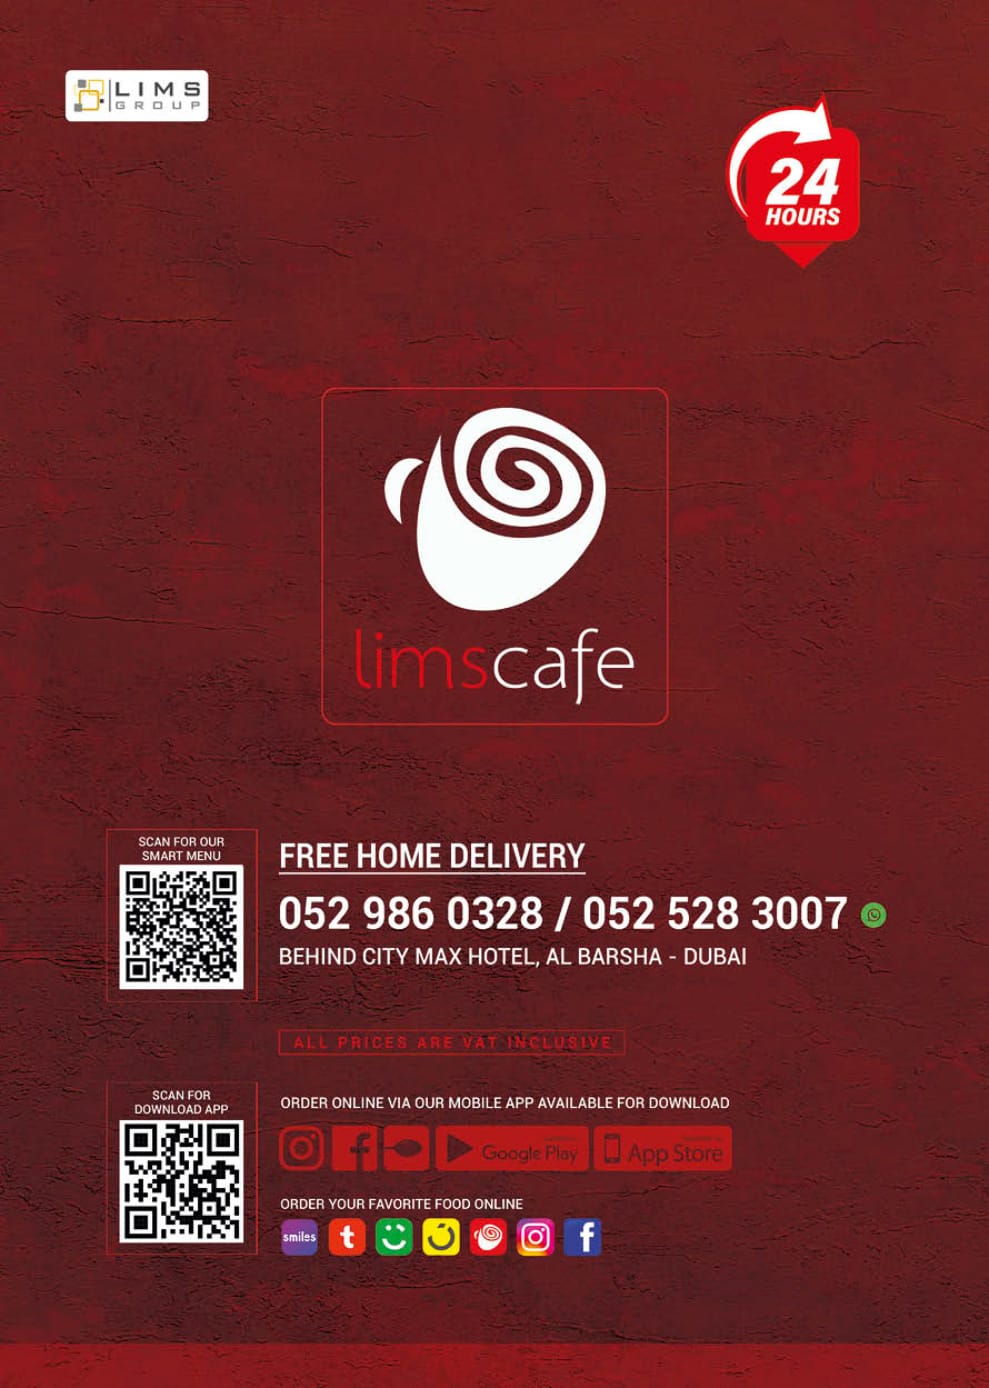 LIMS
GROUP
24
HOURS
limscafe
SCAN FOR OUR
SMART MENU
FREE HOME DELIVERY
052 986 0328 / 052 528 3007
BEHIND CITY MAX HOTEL, AL BARSHA - DUBAI
ALL PRICES ARE VAT INCLUSIVE
SCAN FOR
DOWNLOAD APP
ORDER ONLINE VIA OUR MOBILE APP AVAILABLE FOR DOWNLOAD
Google Play
App Store
ORDER YOUR FAVORITE FOOD ONLINE
smiles
t
f